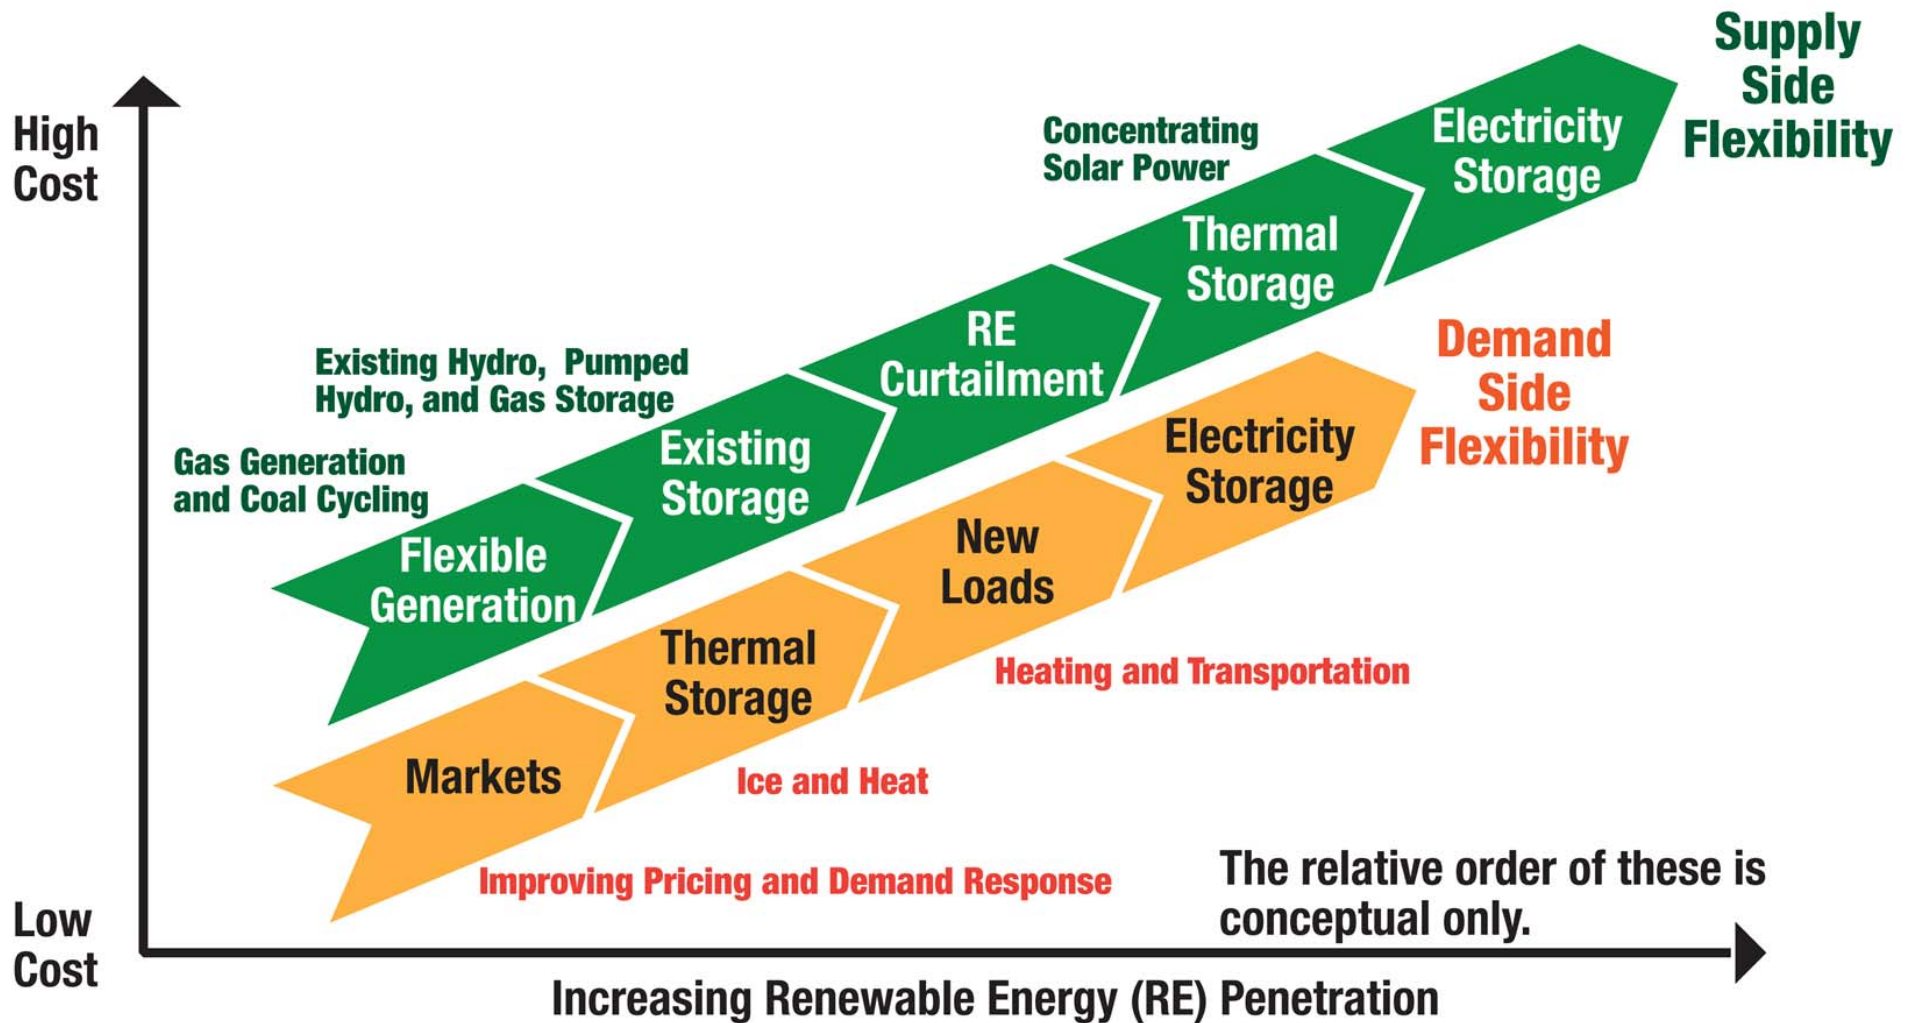 Supply
Side
Flexibility
High
Cost
Concentrating
Solar Power
Electricity
Storage
Thermal
Storage
RE
Curtailment
Existing Hydro, Pumped
Hydro, and Gas Storage
Existing
Storage
Gas Generation
and Coal Cycling
Flexible
Generation
Demand
Side
Flexibility
Electricity
Storage
New
Loads
Heating and Transportation
Thermal
Storage
Ice and Heat
Markets
Improving Pricing and Demand Response
The relative order of these is
conceptual only.
Low
Cost
Increasing Renewable Energy (RE) Penetration